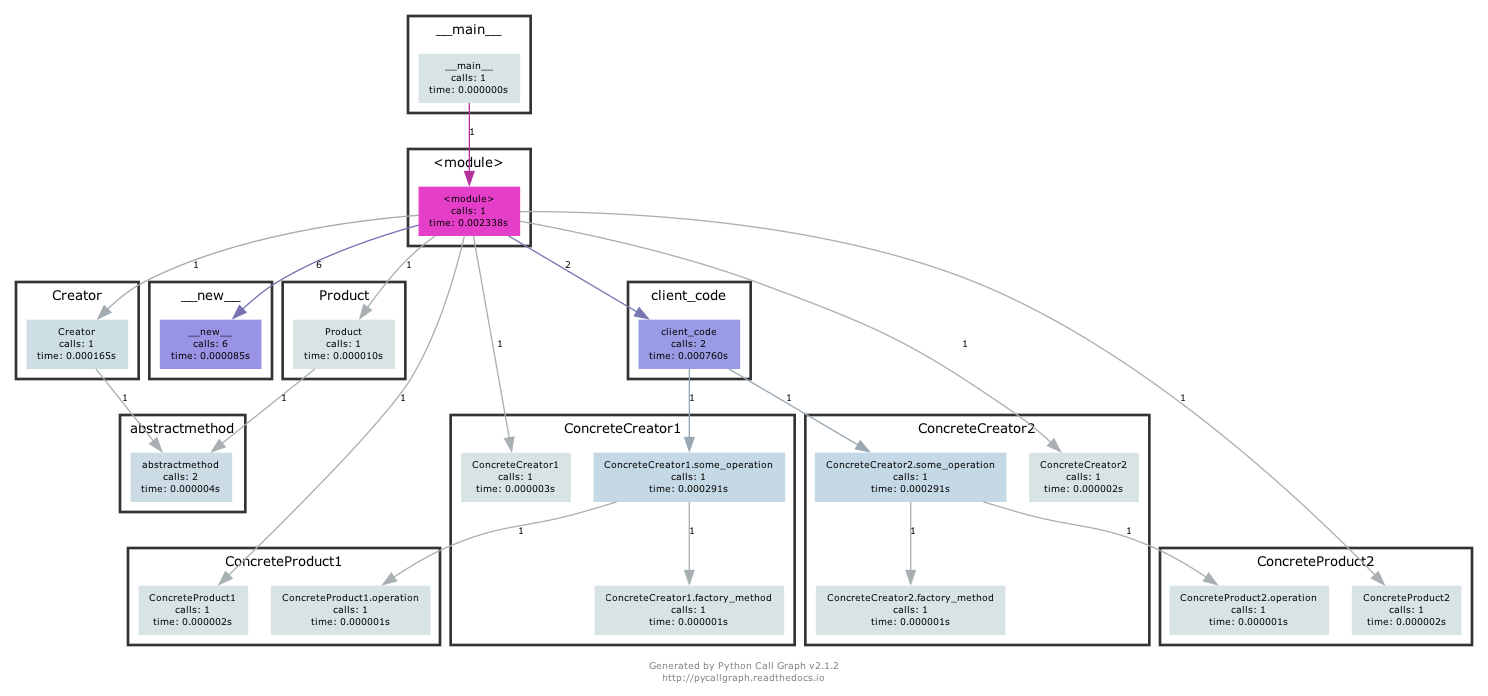 __main__
__main__
calls: 1
time: 0.000000s
1
<module>
<module>
calls: 1
time: 0.002338s
1
6
1
2
Creator
Creator
calls: 1
time: 0.000165s
__new__
__new__
calls: 6
time: 0.000085s
Product
Product
calls: 1
time: 0.000010s
client_code
client_code
calls: 2
time: 0.000760s
1
1
1
1
1
1
1
1
abstractmethod
abstractmethod
calls: 2
time: 0.000004s
ConcreteCreator1
ConcreteCreator1
calls: 1
time: 0.000003s
ConcreteCreator1.some_operation
calls: 1
time: 0.000291s
ConcreteCreator2
ConcreteCreator2.some_operation
calls: 1
time: 0.000291s
ConcreteCreator2
calls: 1
time: 0.000002s
1
1
1
1
ConcreteProduct1
ConcreteProduct1
calls: 1
time: 0.000002s
ConcreteProduct1.operation
calls: 1
time: 0.000001s
ConcreteCreator1.factory_method
calls: 1
time: 0.000001s
ConcreteCreator2.factory_method
calls: 1
time: 0.000001s
ConcreteProduct2
ConcreteProduct2.operation
calls: 1
time: 0.000001s
ConcreteProduct2
calls: 1
time: 0.000002s
Generated by Python Call Graph v2.1.2
http://pycallgraph.readthedocs.io